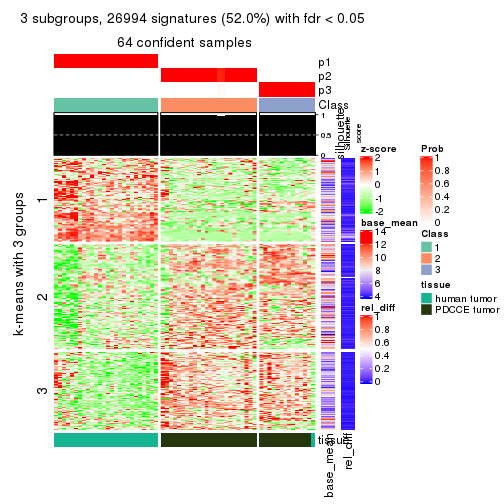 3 subgroups, 26994 signatures (52.0%) with fdr < 0.05
64 confident samples
p1
p2
p3
Class
1
0.5
0
silhouette
Silhouette
score
k-means with 3 groups
1
2
3
tissue
base_mean
rel_diff
z-score
2
1
0
-1
-2
base_mean
14
12
10
8
6
4
rel_diff
1
0.8
0.6
0.4
0.2
0
Prob
1
0.8
0.6
0.4
0.2
0
Class
1
2
3
tissue
human tumor
PDCCE tumor